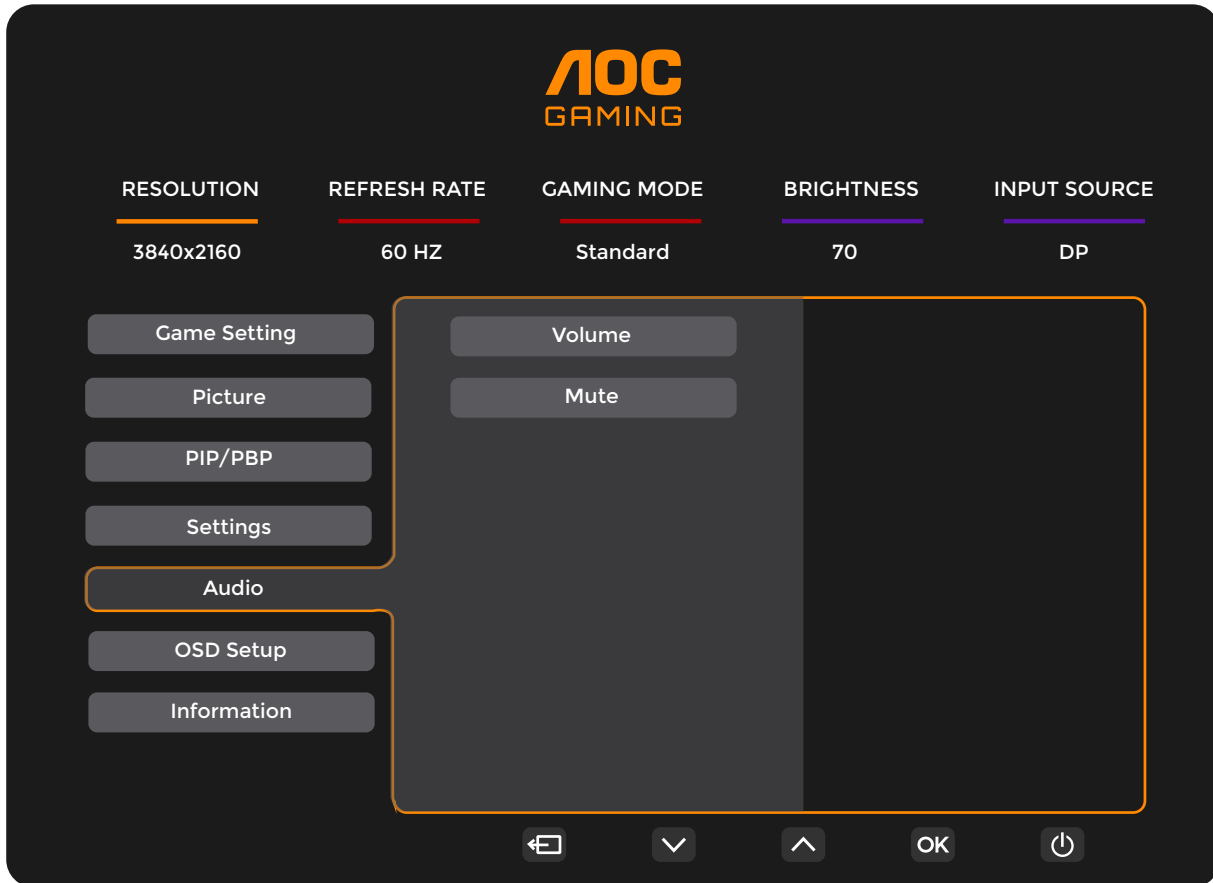 AOC
GAMING
RESOLUTION REFRESH RATE GAMING MODE BRIGHTNESS INPUT SOURCE
3840x2160 60 HZ Standard 70 DP
Game Setting
Volume
Picture
Mute
PIP/PBP
Settings
Audio
OSD Setup
Information
OK